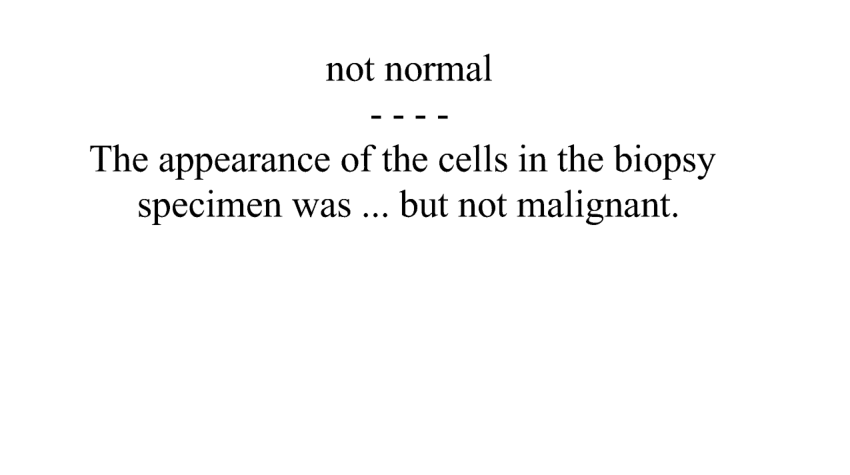 not normal
- - - -
The appearance of the cells in the biopsy
specimen was ... but not malignant.